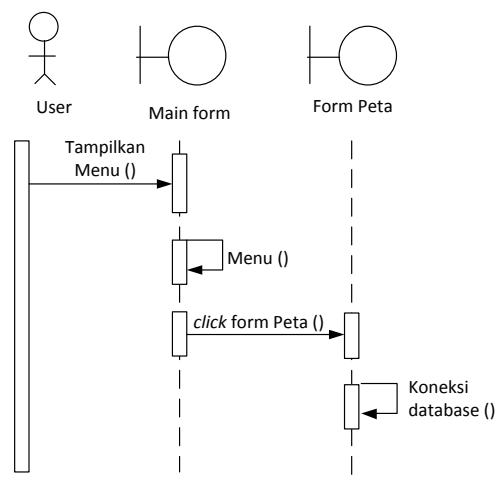 User
Main form
Form Peta
Tampilkan
Menu ()
Menu ()
click form Peta ()
Koneksi
database ()